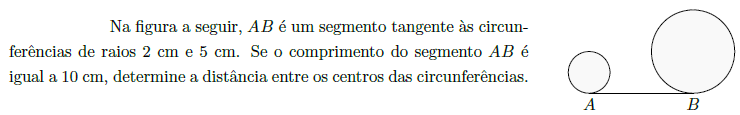 Na figura a seguir, AB é um segmento tangente às circun-
ferências de raios 2 cm e 5 cm. Se o comprimento do segmento AB é
igual a 10 cm, determine a distância entre os centros das circunferências.
A
B